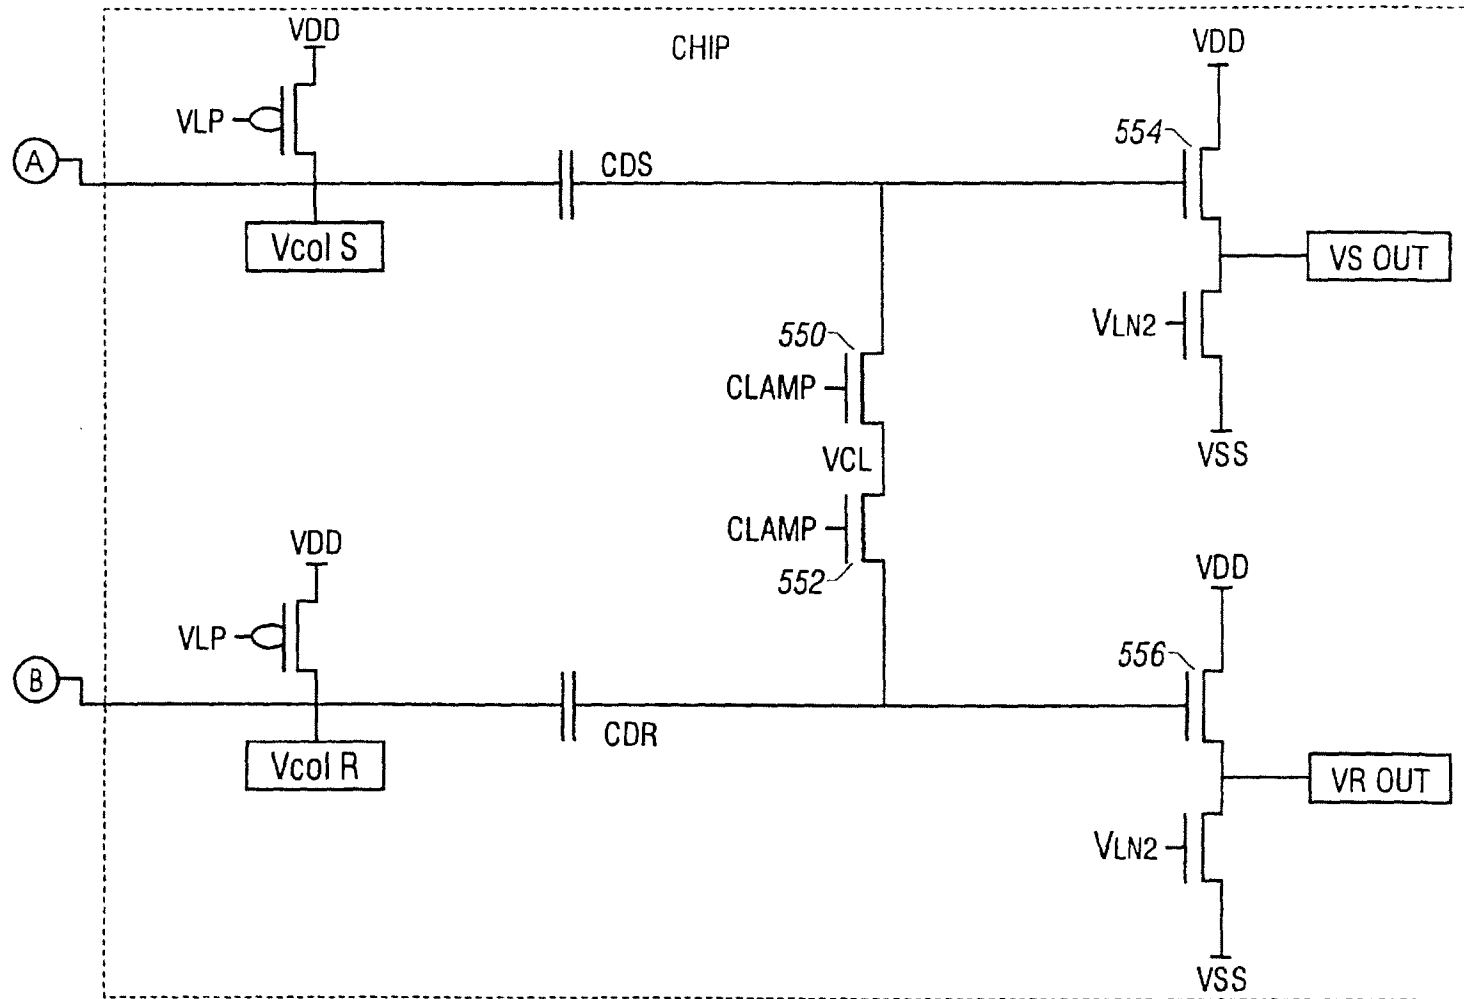 VDD
CHIP
VDD
VLP
554
A
CDS
Vcol S
VS OUT
550
VLN2
CLAMP
VSS
VCL
CLAMP
VDD
552
VDD
VLP
556
B
CDR
Vcol R
VR OUT
VLN2
VSS